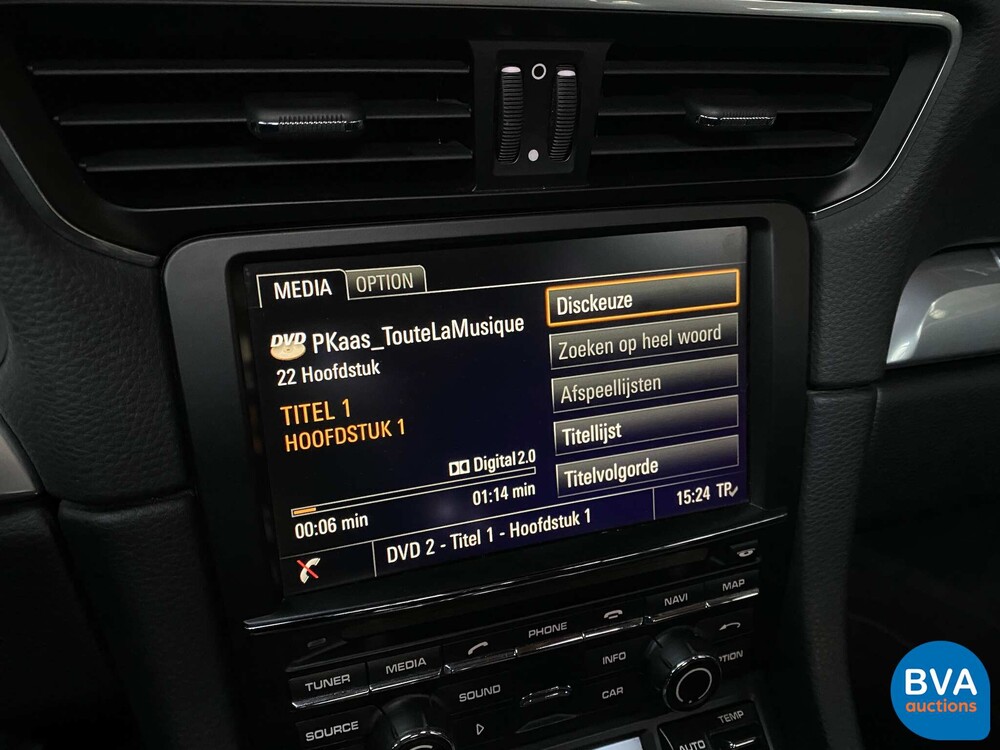 MEDIA OPTION
DVD PKaas_TouteLaMusique
22 Hoofdstuk
TITEL 1
HOOFDSTUK 1
Digital 2.0
00:06 min 01:14 min
Disckeuze
Zoeken op heel woord
Afspeellijsten
Titellijst
Titelvolgorde
DVD 2 - Titel 1 - Hoofdstuk 1
15:24 TP
TUNER MEDIA PHONE NAVI MAP
SOURCE SOUND INFO CAR
AUTO TEMP
BVA
auctions